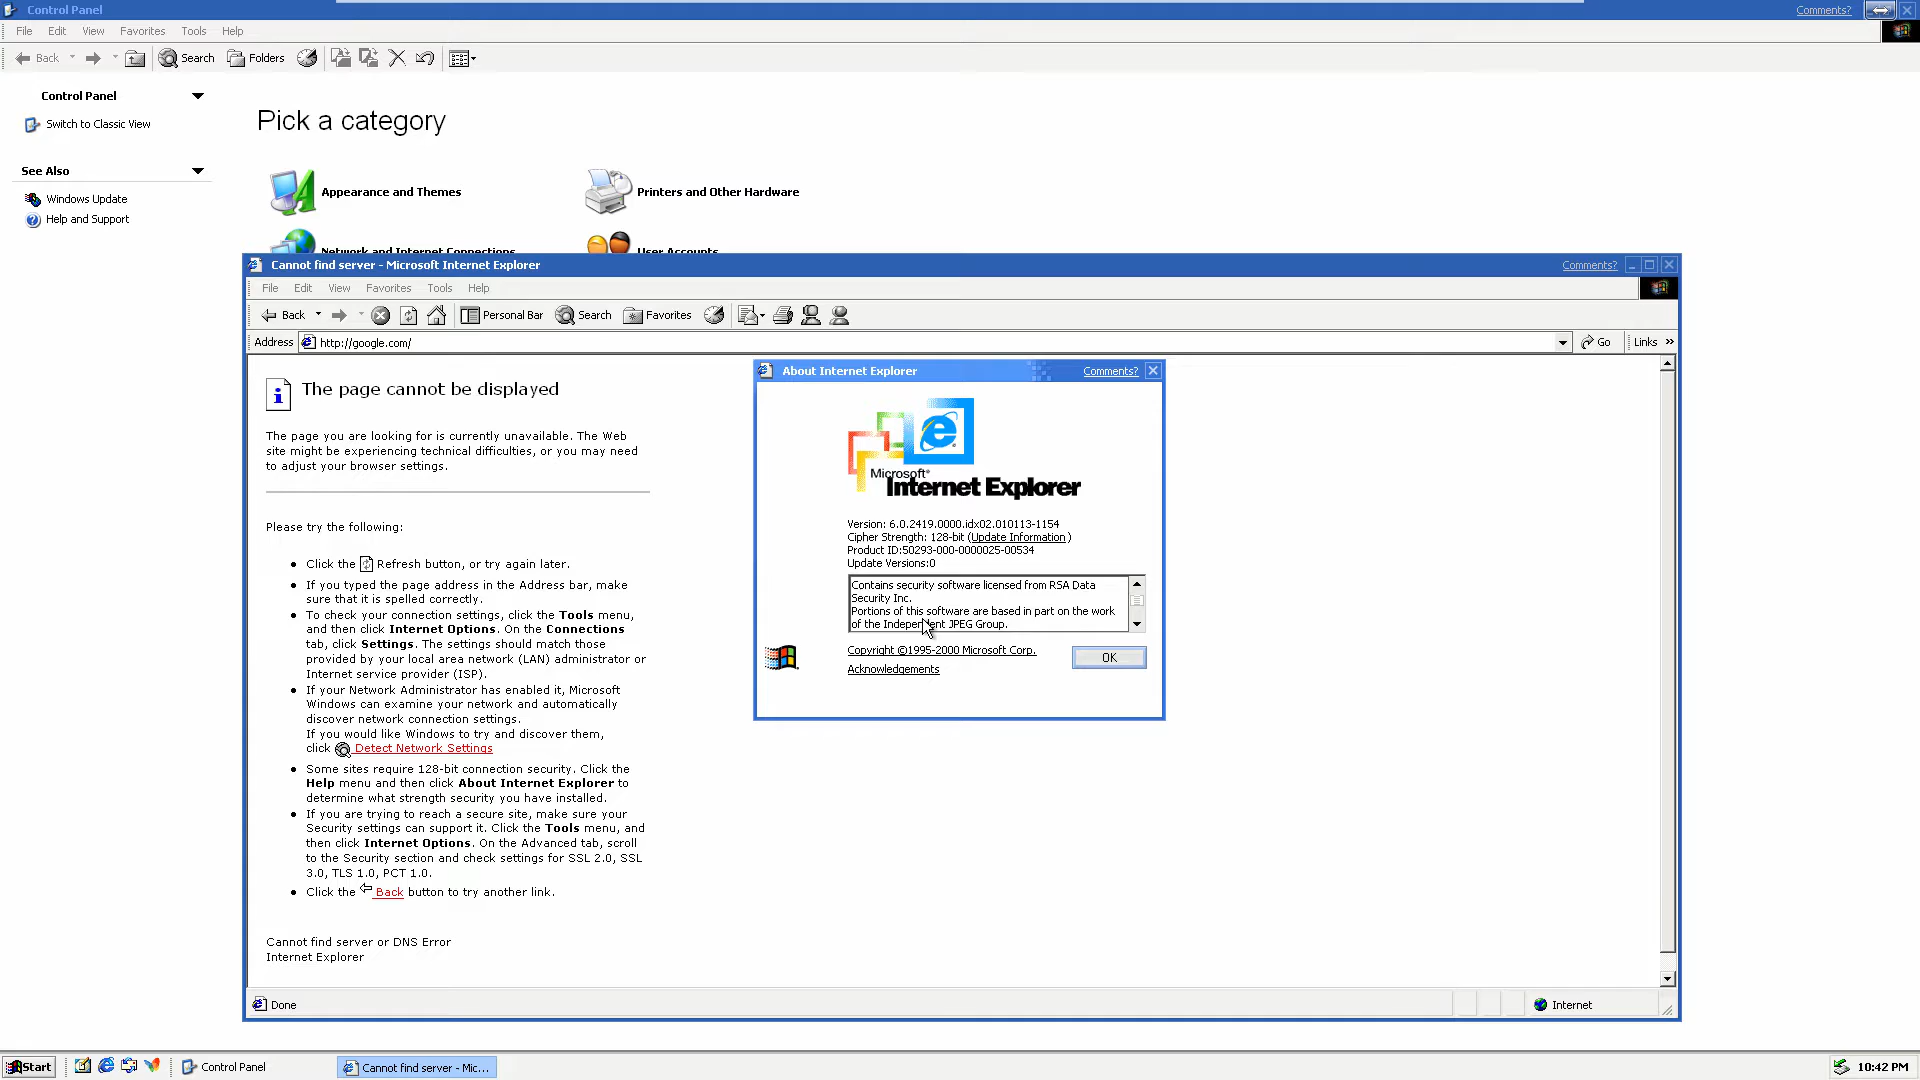 Control Panel
Comments?
File Edit View Favorites Tools Help
Back Search Folders
Control Panel
Switch to Classic View
See Also
Windows Update
Help and Support
Pick a category
Appearance and Themes
Printers and Other Hardware
Network and Internet Connections
User Accounts
Cannot find server - Microsoft Internet Explorer
Comments?
File Edit View Favorites Tools Help
Back Personal Bar Search Favorites
Address http://google.com/ Go Links »
The page cannot be displayed
The page you are looking for is currently unavailable. The Web
site might be experiencing technical difficulties, or you may need
to adjust your browser settings.
Please try the following:
Click the Refresh button, or try again later.
If you typed the page address in the Address bar, make
sure that it is spelled correctly.
To check your connection settings, click the Tools menu,
and then click Internet Options. On the Connections
tab, click Settings. The settings should match those
provided by your local area network (LAN) administrator or
Internet service provider (ISP).
If your Network Administrator has enabled it, Microsoft
Windows can examine your network and automatically
discover network connection settings.
If you would like Windows to try and discover them,
click Detect Network Settings
Some sites require 128-bit connection security. Click the
Help menu and then click About Internet Explorer to
determine what strength security you have installed.
If you are trying to reach a secure site, make sure your
Security settings can support it. Click the Tools menu, and
then click Internet Options. On the Advanced tab, scroll
to the Security section and check settings for SSL 2.0, SSL
3.0, TLS 1.0, PCT 1.0.
Click the Back button to try another link.
Cannot find server or DNS Error
Internet Explorer
About Internet Explorer
Comments?
Microsoft®
Internet Explorer
Version: 6.0.2419.0000.idx02.010113-1154
Cipher Strength: 128-bit (Update Information )
Product ID:50293-000-0000025-00534
Update Versions:0
Contains security software licensed from RSA Data
Security Inc.
Portions of this software are based in part on the work
of the Independent JPEG Group.
Copyright ©1995-2000 Microsoft Corp.
OK
Acknowledgements
Done
Internet
Start
Control Panel
Cannot find server - Mic...
10:42 PM